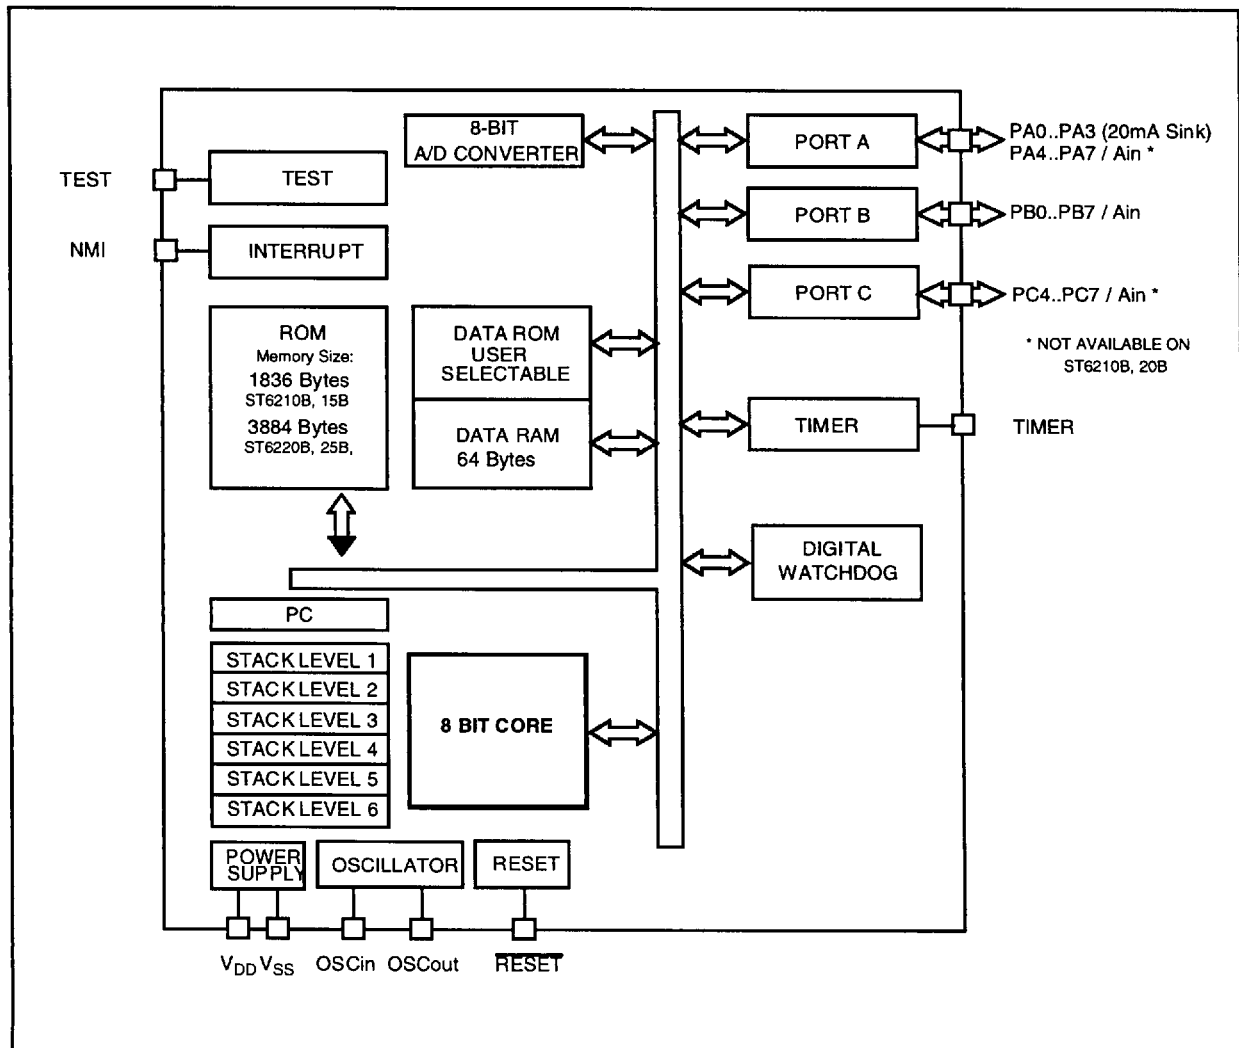 8-BIT
A/D CONVERTER
PORT A
PA0..PA3 (20mA Sink)
PA4..PA7 / Ain *
TEST
TEST
PORT B
PB0..PB7 / Ain
NMI
INTERRUPT
PORT C
PC4..PC7 / Ain *
ROM
Memory Size:
1836 Bytes
ST6210B, 15B
3884 Bytes
ST6220B, 25B,
DATA ROM
USER
SELECTABLE
* NOT AVAILABLE ON
ST6210B, 20B
DATA RAM
64 Bytes
TIMER
TIMER
DIGITAL
WATCHDOG
PC
STACK LEVEL 1
STACK LEVEL 2
STACK LEVEL 3
STACK LEVEL 4
STACK LEVEL 5
STACK LEVEL 6
8 BIT CORE
POWER
SUPPLY
OSCILLATOR
RESET
VDD VSS OSCin OSCout RESET